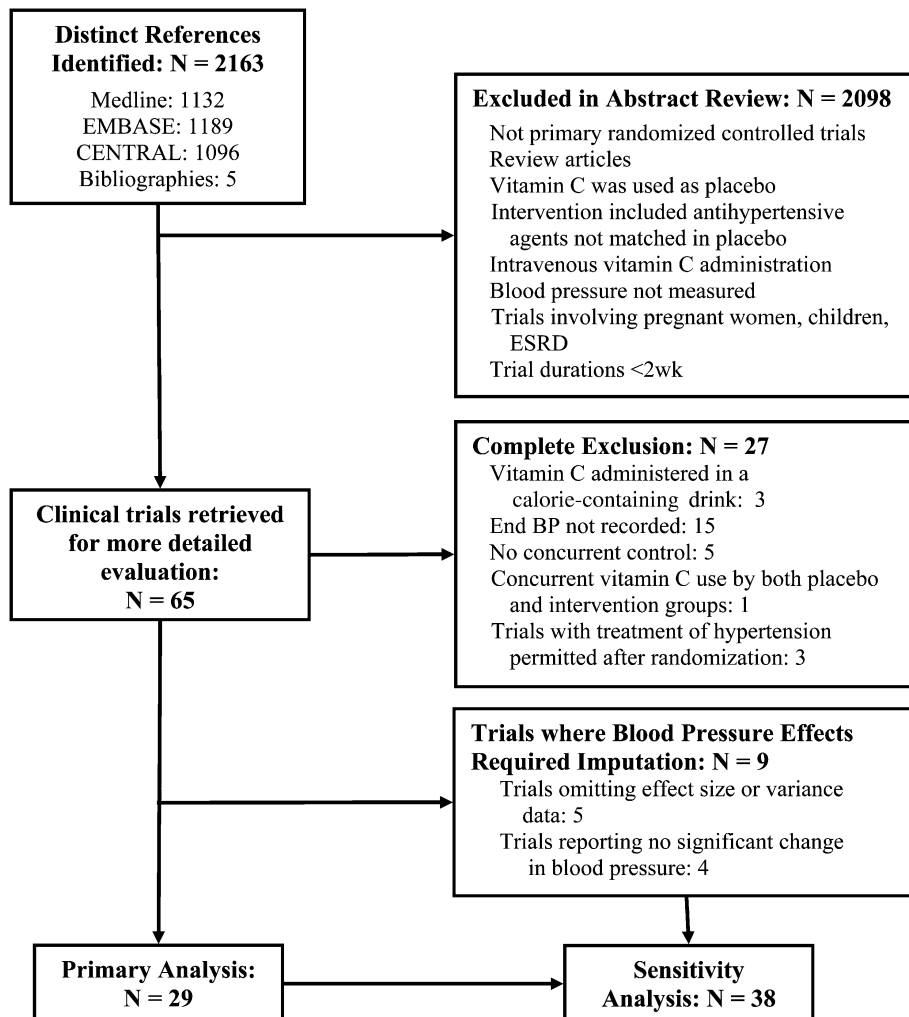 Distinct References
Identified: N = 2163
Medline: 1132
EMBASE: 1189
CENTRAL: 1096
Bibliographies: 5
Excluded in Abstract Review: N = 2098
Not primary randomized controlled trials
Review articles
Vitamin C was used as placebo
Intervention included antihypertensive
agents not matched in placebo
Intravenous vitamin C administration
Blood pressure not measured
Trials involving pregnant women, children,
ESRD
Trial durations <2wk
Clinical trials retrieved
for more detailed
evaluation:
N = 65
Complete Exclusion: N = 27
Vitamin C administered in a
calorie-containing drink: 3
End BP not recorded: 15
No concurrent control: 5
Concurrent vitamin C use by both placebo
and intervention groups: 1
Trials with treatment of hypertension
permitted after randomization: 3
Trials where Blood Pressure Effects
Required Imputation: N = 9
Trials omitting effect size or variance
data: 5
Trials reporting no significant change
in blood pressure: 4
Primary Analysis:
N = 29
Sensitivity
Analysis: N = 38